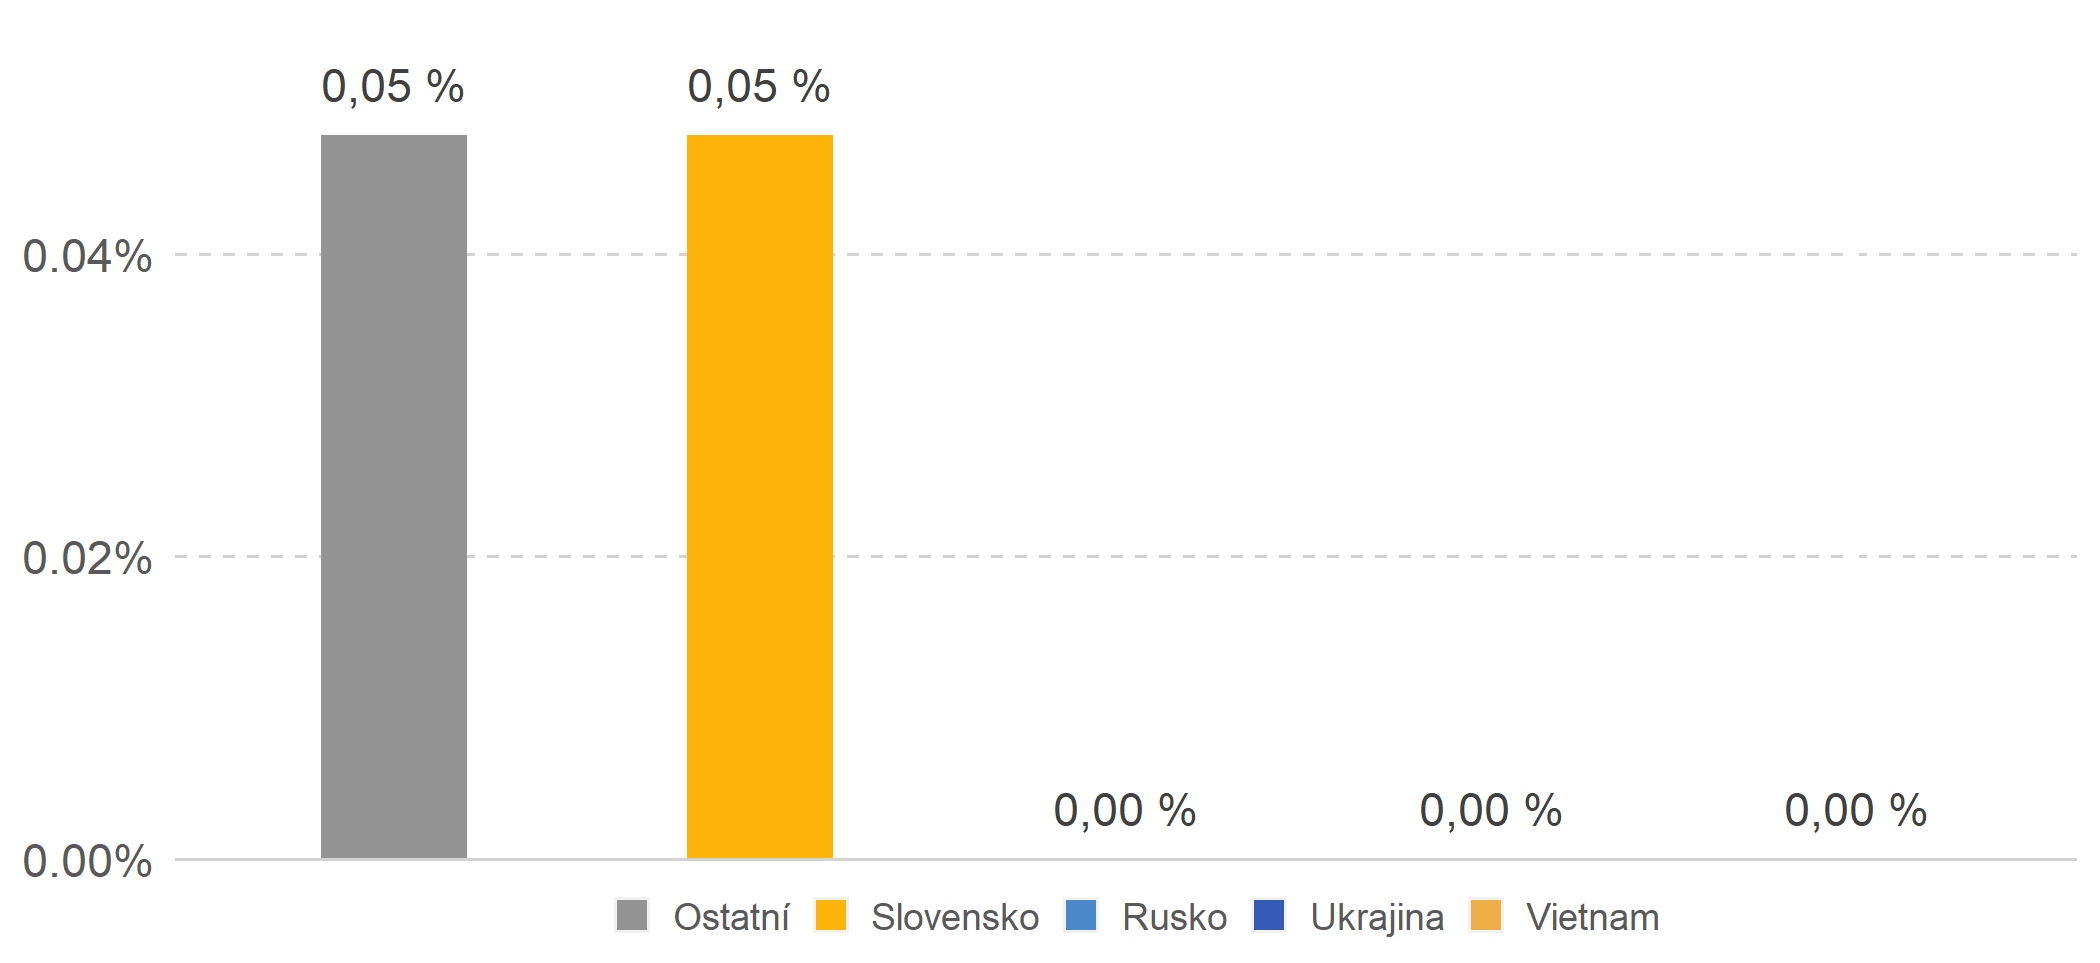 0,05 % 0,05 %
0.04%
0.02%
0,00 % 0,00 % 0,00 %
0.00%
Ostatní Slovensko Rusko Ukrajina Vietnam